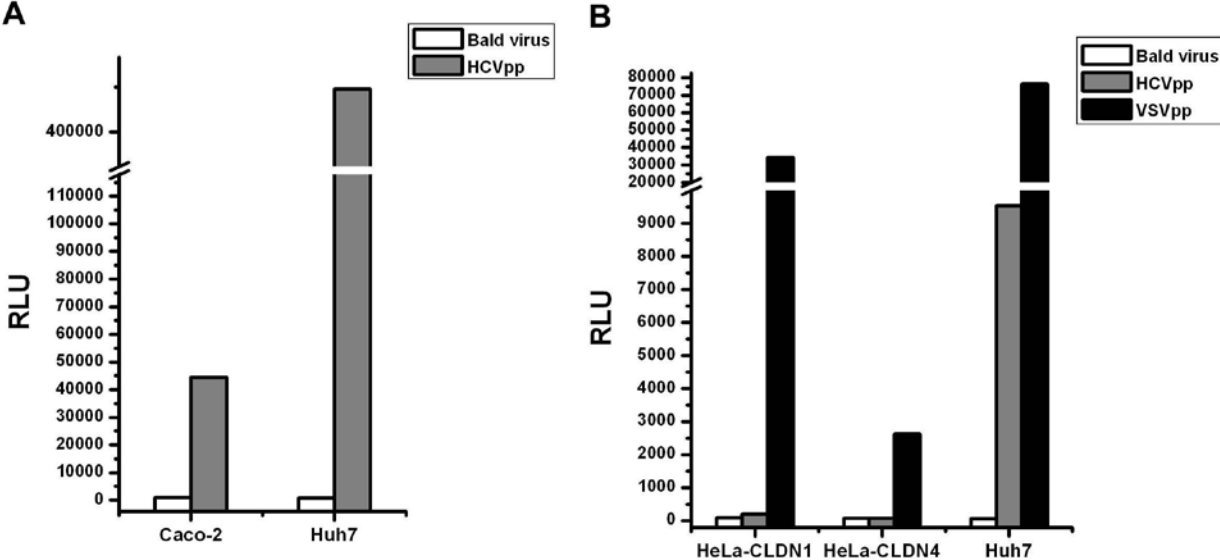 A
Bald virus
HCVpp
RLU
400000
110000
100000
90000
80000
70000
60000
50000
40000
30000
20000
10000
0
Caco-2
Huh7
B
Bald virus
HCVpp
VSVpp
RLU
80000
70000
60000
50000
40000
30000
20000
9000
8000
7000
6000
5000
4000
3000
2000
1000
0
HeLa-CLDN1
HeLa-CLDN4
Huh7